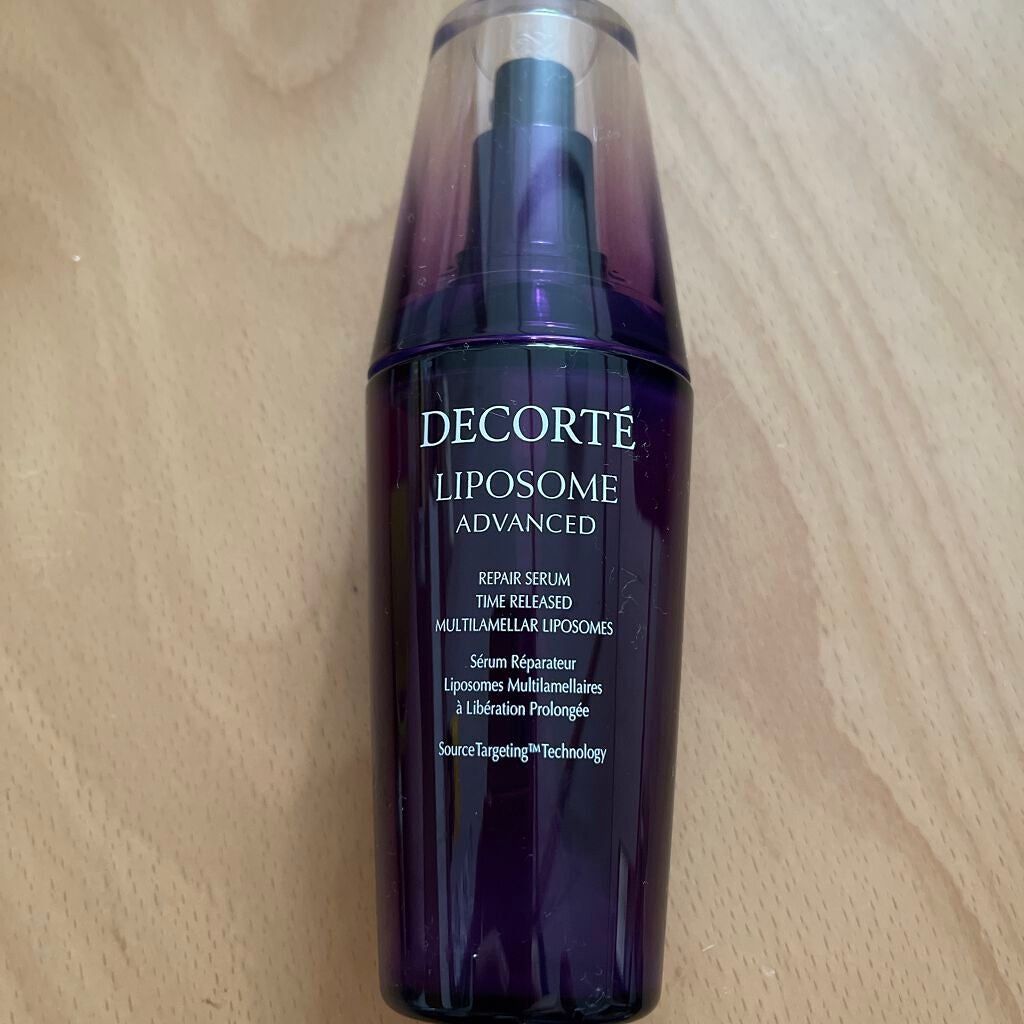 DECORTÉ
LIPOSOME
ADVANCED
REPAIR SERUM
TIME RELEASED
MULTILAMELLAR LIPOSOMES
Sérum Réparateur
Liposomes Multilamellaires
à Libération Prolongée
SourceTargeting™Technology